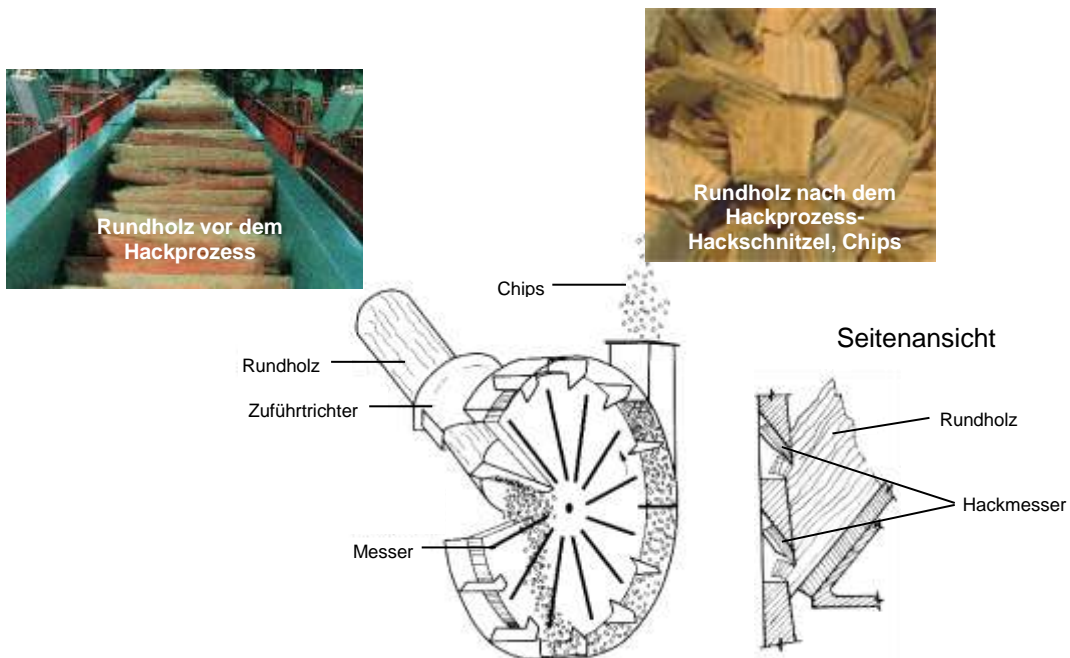 Rundholz vor dem
Hackprozess
Rundholz nach dem
Hackprozess-
Hackschnitzel, Chips
Chips
Seitenansicht
Rundholz
Zuführtrichter
Messer
Rundholz
Hackmesser